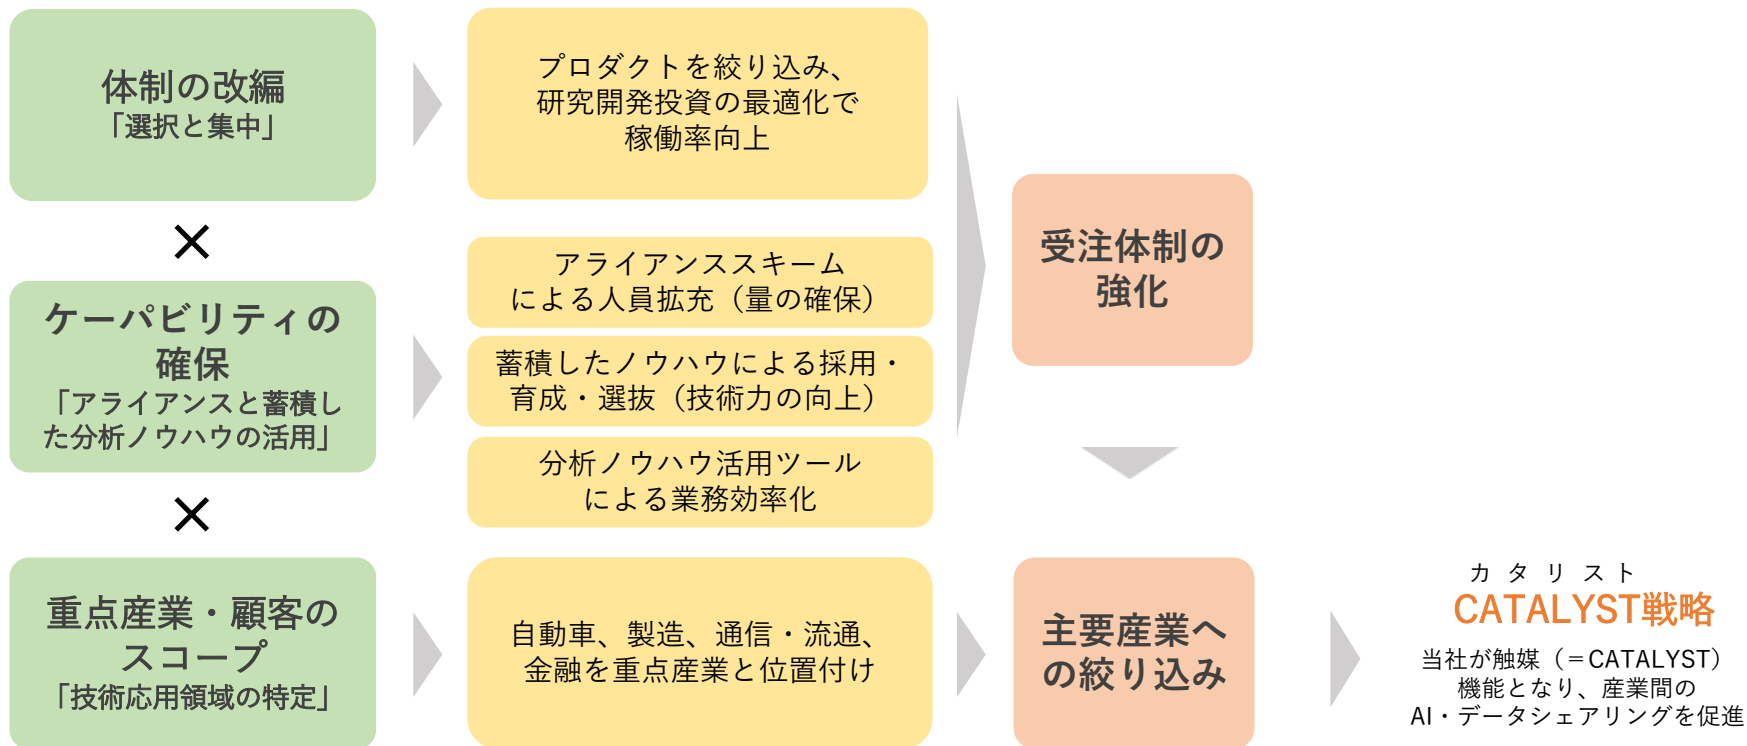 体制の改編
「選択と集中」
プロダクトを絞り込み、
研究開発投資の最適化で
稼働率向上
×
ケーパビリティの
確保
「アライアンスと蓄積し
た分析ノウハウの活用」
アライアンススキーム
による人員拡充（量の確保）
蓄積したノウハウによる採用・
育成・選抜（技術力の向上）
分析ノウハウ活用ツール
による業務効率化
受注体制の
強化
×
重点産業・顧客の
スコープ
「技術応用領域の特定」
自動車、製造、通信・流通、
金融を重点産業と位置付け
主要産業へ
の絞り込み
カタリスト
CATALYST戦略
当社が触媒（＝CATALYST）
機能となり、産業間の
AI・データシェアリングを促進